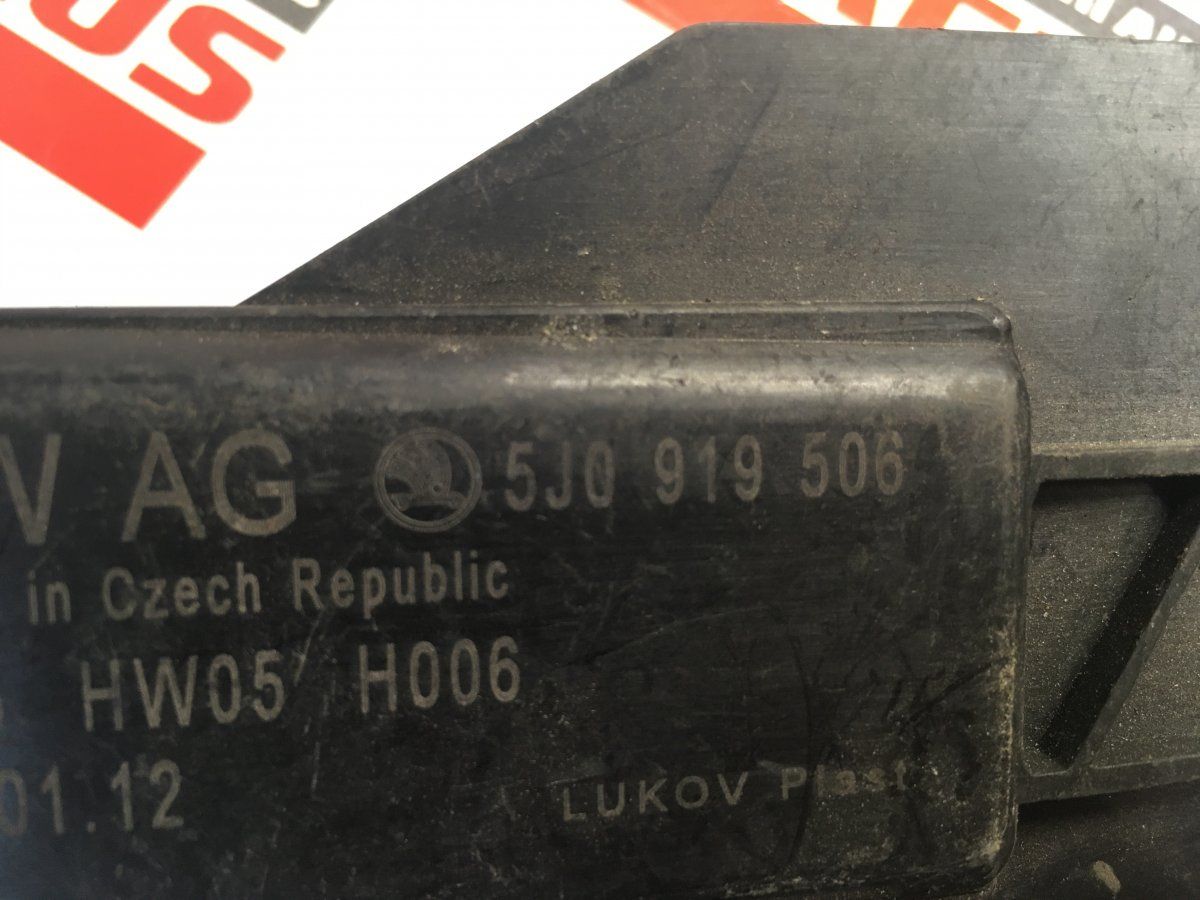 V AG 5J0 919 506
in Czech Republic
HW05 H006
01.12
LUKOV Plast